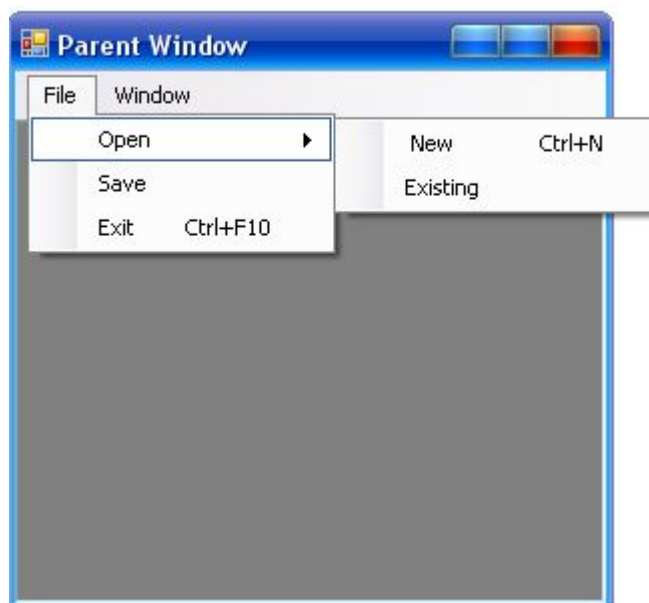 Parent Window
File Window
Open
New Ctrl+N
Save
Existing
Exit Ctrl+F10